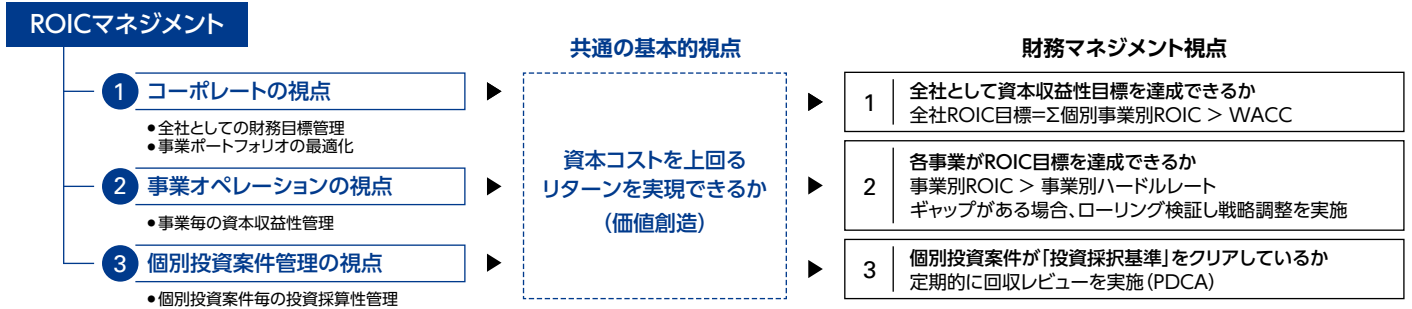 ROICマネジメント
共通の基本的視点
財務マネジメント視点
1 コーポレートの視点
•全社としての財務目標管理
•事業ポートフォリオの最適化
2 事業オペレーションの視点
•事業毎の資本収益性管理
3 個別投資案件管理の視点
•個別投資案件毎の投資採算性管理
資本コストを上回る
リターンを実現できるか
(価値創造)
1 全社として資本収益性目標を達成できるか
全社ROIC目標=Σ個別事業別ROIC > WACC
2 各事業がROIC目標を達成できるか
事業別ROIC > 事業別ハードルレート
ギャップがある場合、ローリング検証し戦略調整を実施
3 個別投資案件が「投資採択基準」をクリアしているか
定期的に回収レビューを実施(PDCA)